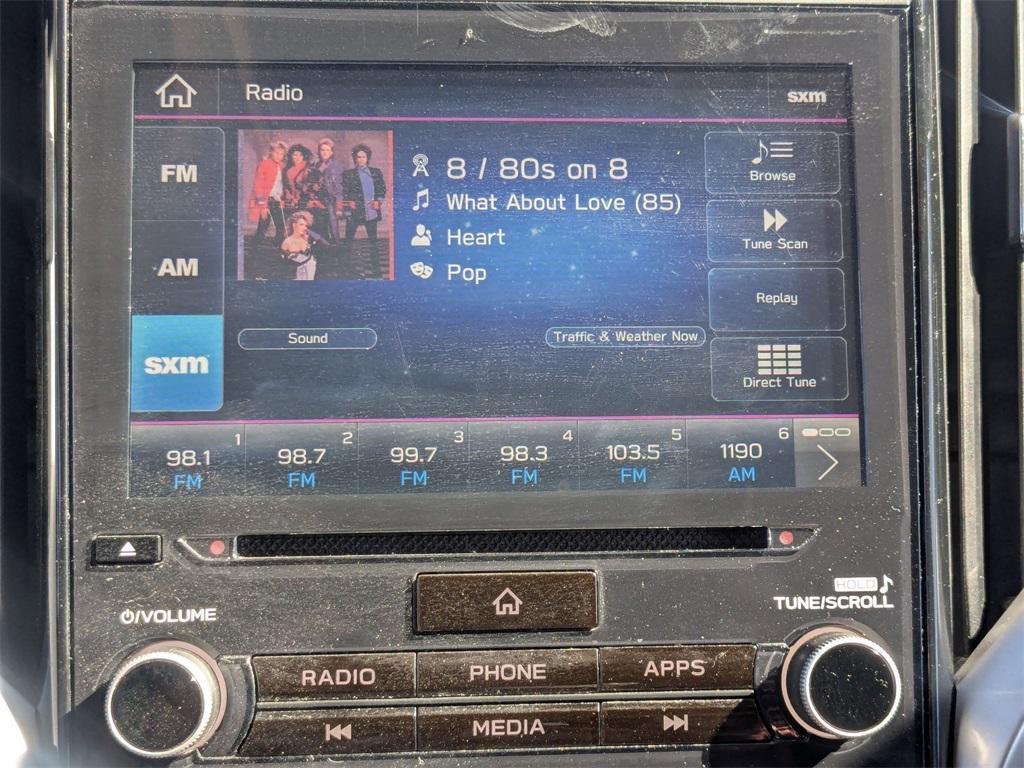 Radio
sxm
FM
AM
sxm
8 / 80s on 8
What About Love (85)
Heart
Pop
Sound
Traffic & Weather Now
Browse
Tune Scan
Replay
Direct Tune
1
98.1
FM
2
98.7
FM
3
99.7
FM
4
98.3
FM
5
103.5
FM
6
1190
AM
/VOLUME
HOLD
TUNE/SCROLL
RADIO
PHONE
APPS
MEDIA